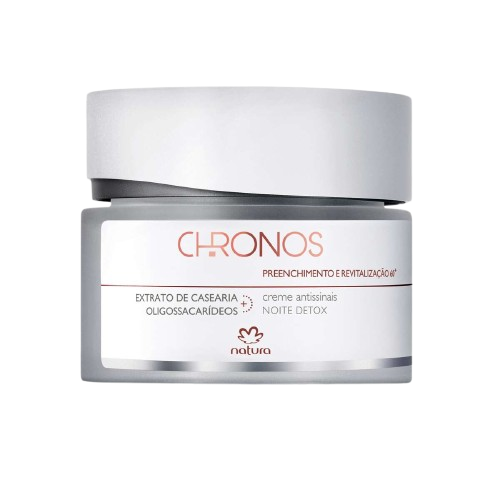 CHRONOS
PREENCHIMENTO E REVITALIZAÇÃO 60+
EXTRATO DE CASEARIA + creme antissinais
OLIGOSSACARÍDEOS NOITE DETOX
natura